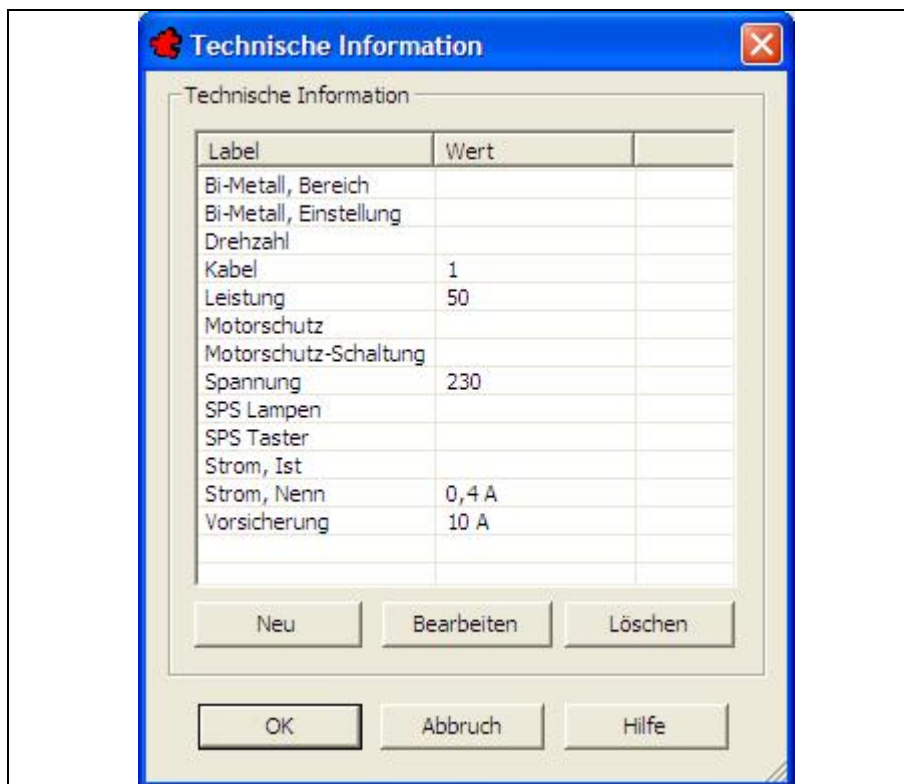 Technische Information
Technische Information
Label Wert
Bi-Metall, Bereich
Bi-Metall, Einstellung
Drehzahl
Kabel 1
Leistung 50
Motorschutz
Motorschutz-Schaltung
Spannung 230
SPS Lampen
SPS Taster
Strom, Ist
Strom, Nenn 0,4 A
Vorsicherung 10 A
Neu Bearbeiten Löschen
OK Abbruch Hilfe